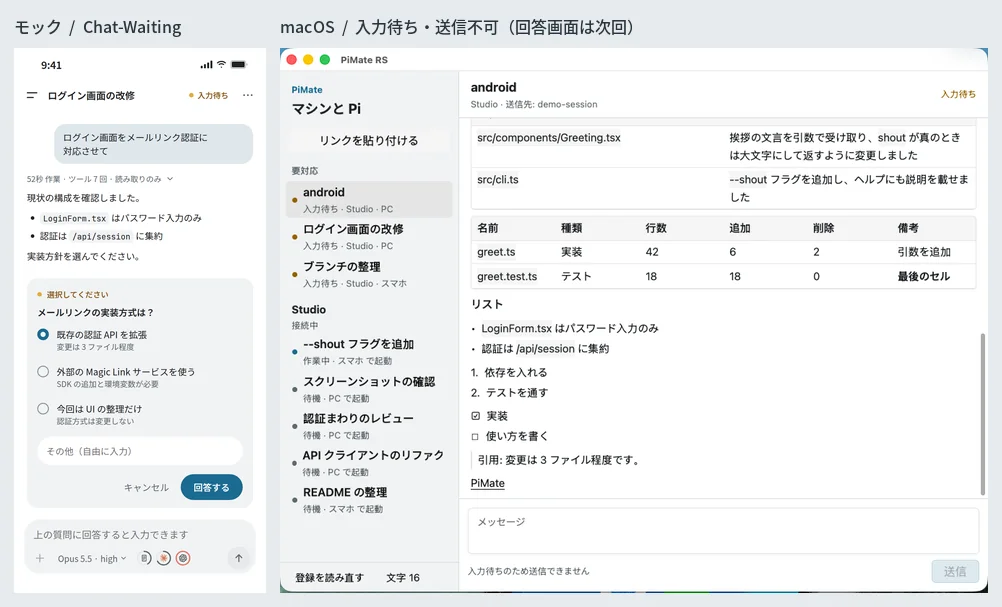 モック / Chat-Waiting
9:41
ログイン画面の改修
入力待ち
ログイン画面をメールリンク認証に
対応させて
52秒 作業・ツール 7 回・読み取りのみ
現状の構成を確認しました。
• LoginForm.tsx はパスワード入力のみ
• 認証は /api/session に集約
実装方針を選んでください。
選択してください
メールリンクの実装方式は？
既存の認証 API を拡張
変更は 3 ファイル程度
外部の Magic Link サービスを使う
SDK の追加と環境変数が必要
今回は UI の整理だけ
認証方式は変更しない
その他（自由に入力）
キャンセル
回答する
上の質問に回答すると入力できます
Opus 5.5・high
macOS / 入力待ち・送信不可（回答画面は次回）
PiMate RS
PiMate
マシンと Pi
リンクを貼り付ける
要対応
android
入力待ち · Studio · PC
ログイン画面の改修
入力待ち · Studio · PC
ブランチの整理
入力待ち · Studio · スマホ
Studio
接続中
--shout フラグを追加
作業中 · スマホ で起動
スクリーンショットの確認
待機 · PC で起動
認証まわりのレビュー
待機 · PC で起動
API クライアントのリファク
待機 · PC で起動
README の整理
待機 · スマホ で起動
登録を読み直す
文字 16
android
Studio · 送信先: demo-session
入力待ち
src/components/Greeting.tsx
挨拶の文言を引数で受け取り、shout が真のとき
は大文字にして返すように変更しました
src/cli.ts
--shout フラグを追加し、ヘルプにも説明を載せま
した
名前 種類 行数 追加 削除 備考
greet.ts 実装 42 6 2 引数を追加
greet.test.ts テスト 18 18 0 最後のセル
リスト
• LoginForm.tsx はパスワード入力のみ
• 認証は /api/session に集約
1. 依存を入れる
2. テストを通す
☑ 実装
☐ 使い方を書く
引用: 変更は 3 ファイル程度です。
PiMate
メッセージ
入力待ちのため送信できません
送信